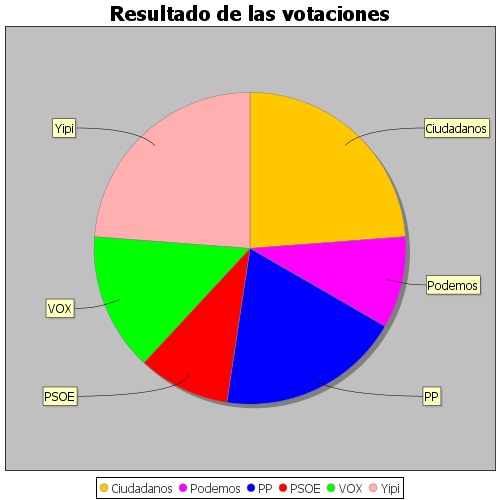 Resultado de las votaciones
Yipi
Ciudadanos
Podemos
VOX
PSOE
PP
Ciudadanos Podemos PP PSOE VOX Yipi